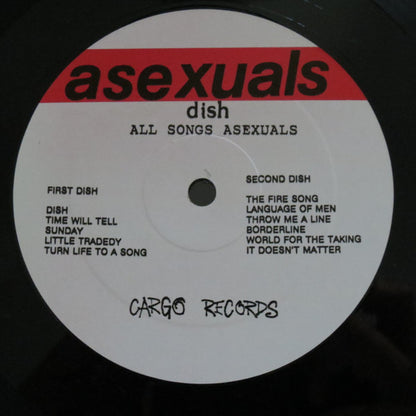 asexuals
dish
ALL SONGS ASEXUALS
FIRST DISH
DISH
TIME WILL TELL
SUNDAY
LITTLE TRADEDY
TURN LIFE TO A SONG
SECOND DISH
THE FIRE SONG
LANGUAGE OF MEN
THROW ME A LINE
BORDERLINE
WORLD FOR THE TAKING
IT DOESN'T MATTER
CARGO RECORDS